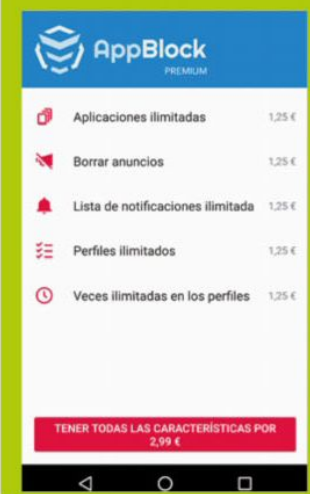 AppBlock
PREMIUM
Aplicaciones ilimitadas 1,25 €
Borrar anuncios 1,25 €
Lista de notificaciones ilimitada 1,25 €
Perfiles ilimitados 1,25 €
Veces ilimitadas en los perfiles 1,25 €
TENER TODAS LAS CARACTERÍSTICAS POR
2,99 €